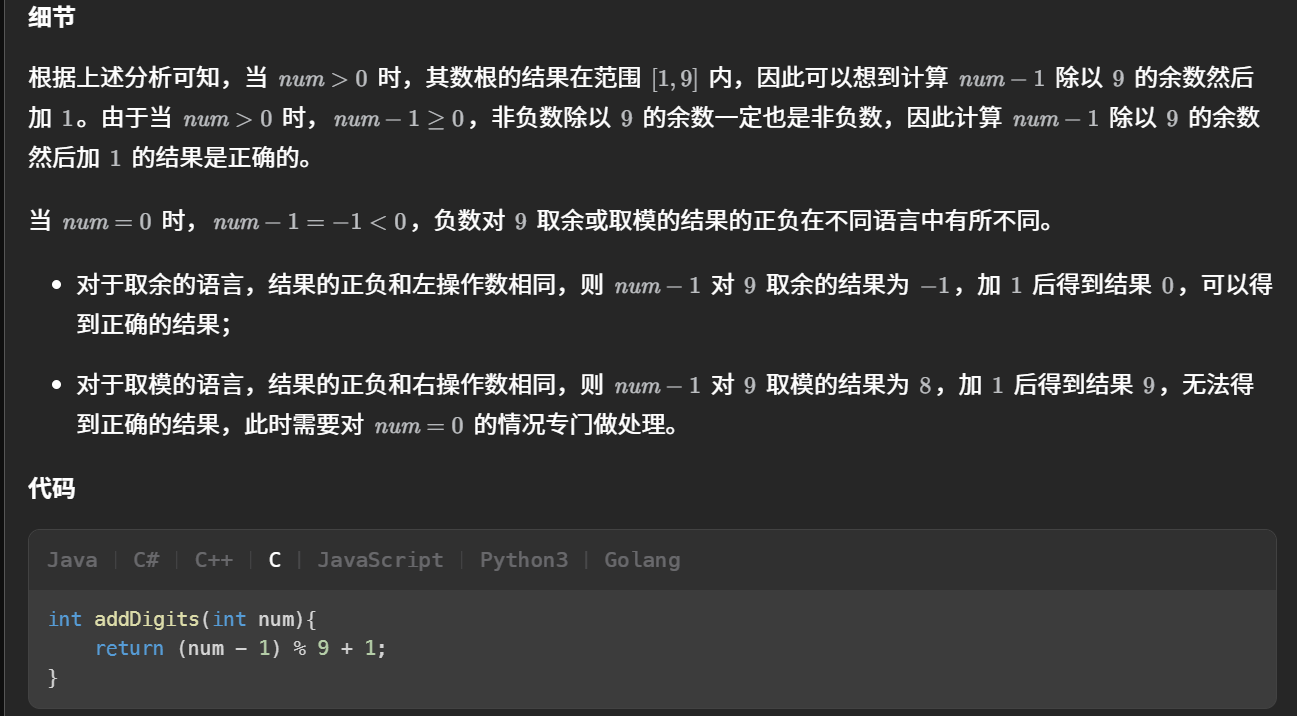 细节
根据上述分析可知，当 num > 0 时，其数根的结果在范围 [1, 9] 内，因此可以想到计算 num − 1 除以 9 的余数然后
加 1。由于当 num > 0 时，num − 1 ≥ 0，非负数除以 9 的余数一定也是非负数，因此计算 num − 1 除以 9 的余数
然后加 1 的结果是正确的。
当 num = 0 时，num − 1 = −1 < 0，负数对 9 取余或取模的结果的正负在不同语言中有所不同。
• 对于取余的语言，结果的正负和左操作数相同，则 num − 1 对 9 取余的结果为 −1，加 1 后得到结果 0，可以得
到正确的结果；
• 对于取模的语言，结果的正负和右操作数相同，则 num − 1 对 9 取模的结果为 8，加 1 后得到结果 9，无法得
到正确的结果，此时需要对 num = 0 的情况专门做处理。
代码
Java | C# | C++ | C | JavaScript | Python3 | Golang
int addDigits(int num){
    return (num - 1) % 9 + 1;
}